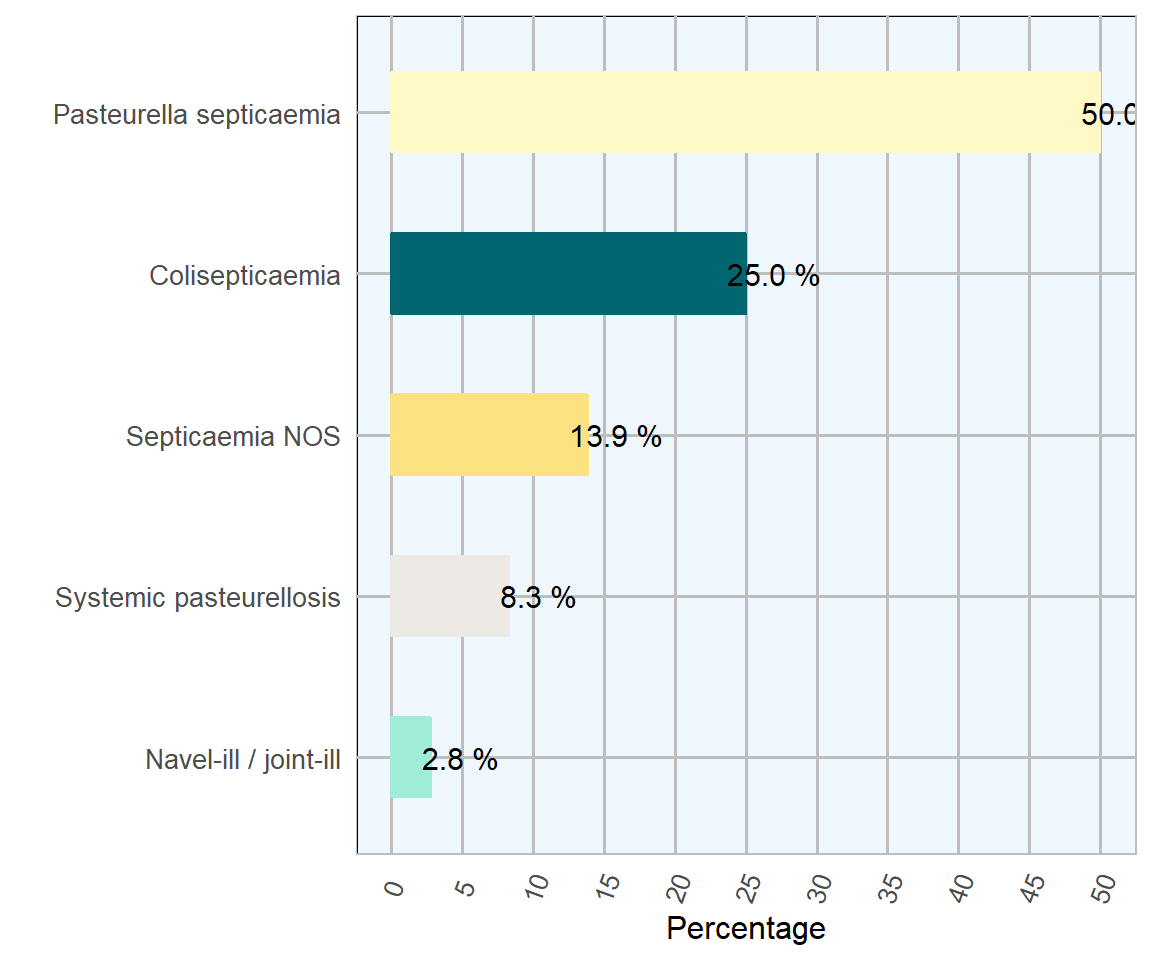 Pasteurella septicaemia
50.0
Colisepticaemia
25.0 %
Septicaemia NOS
13.9 %
Systemic pasteurellosis
8.3 %
Navel-ill / joint-ill
2.8 %
0 5 10 15 20 25 30 35 40 45 50
Percentage